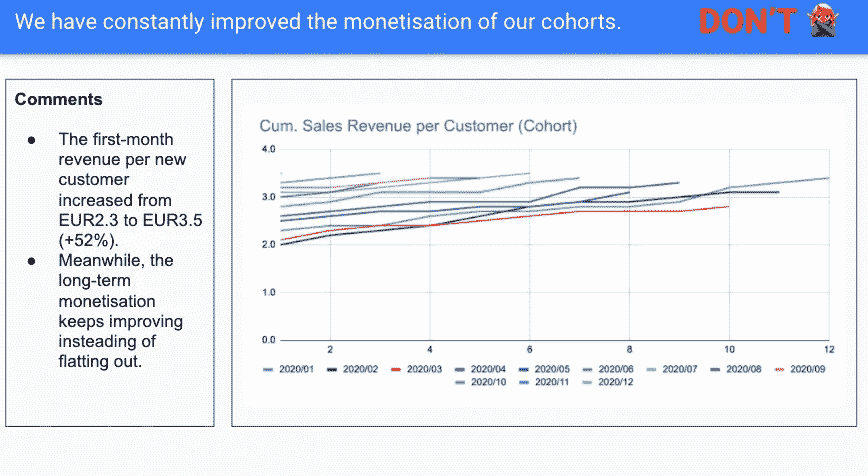 We have constantly improved the monetisation of our cohorts.
DON'T
Comments
● The first-month
revenue per new
customer
increased from
EUR2.3 to EUR3.5
(+52%).
● Meanwhile, the
long-term
monetisation
keeps improving
insteading of
flatting out.
Cum. Sales Revenue per Customer (Cohort)
4.0
3.0
2.0
1.0
0.0
2 4 6 8 10 12
2020/01 2020/02 2020/03 2020/04 2020/05 2020/06 2020/07 2020/08 2020/09
2020/10 2020/11 2020/12